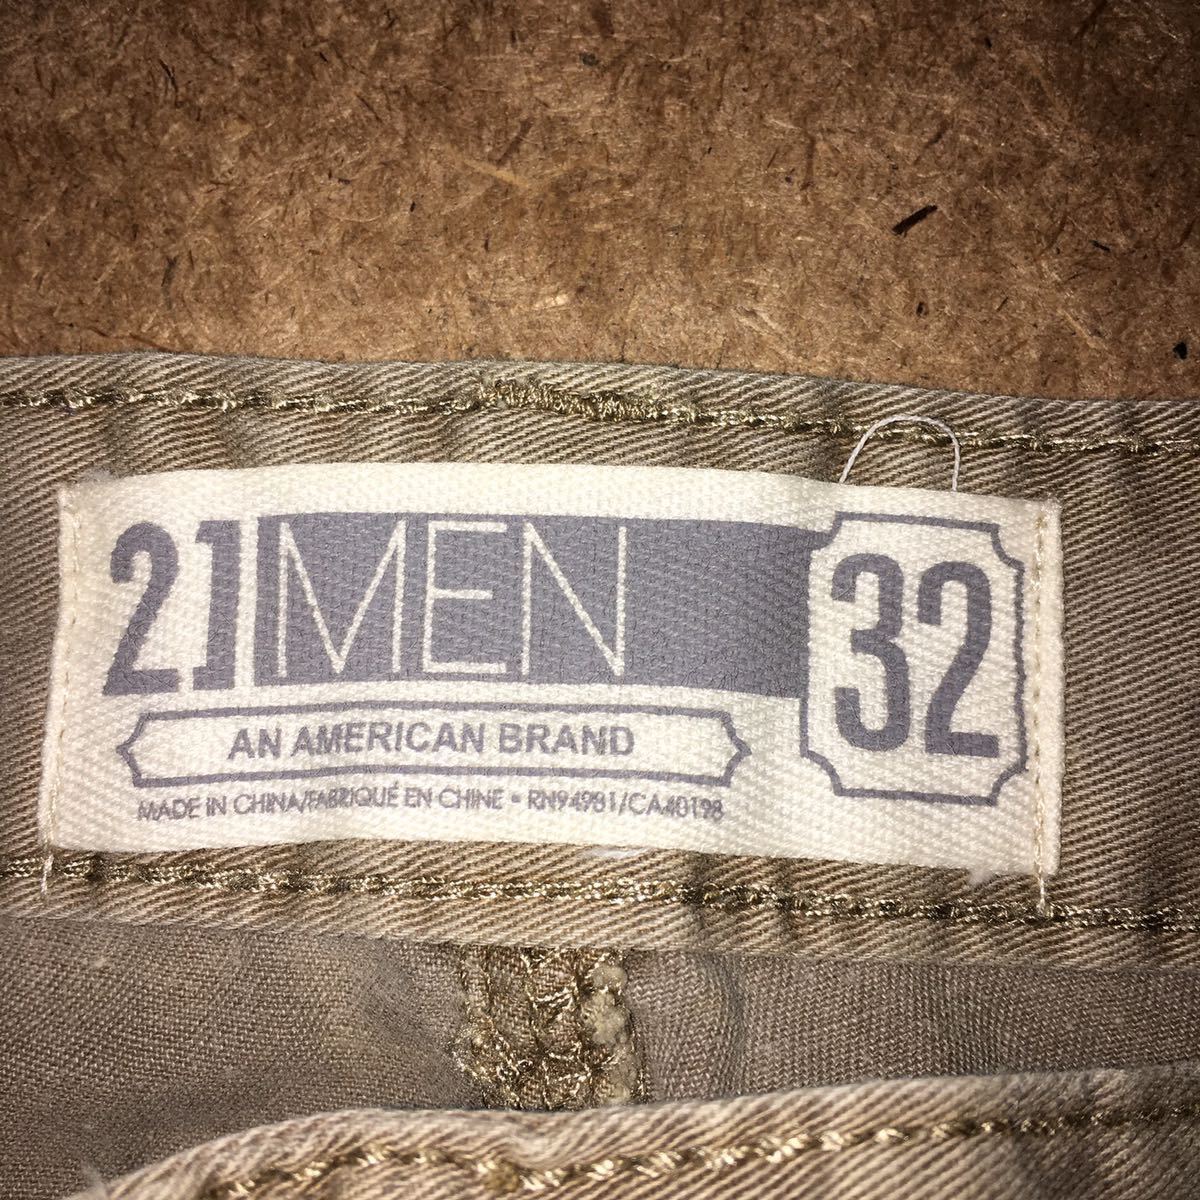 21MEN 32
AN AMERICAN BRAND
MADE IN CHINA/FABRIQUÉ EN CHINE • RN94981/CA40198